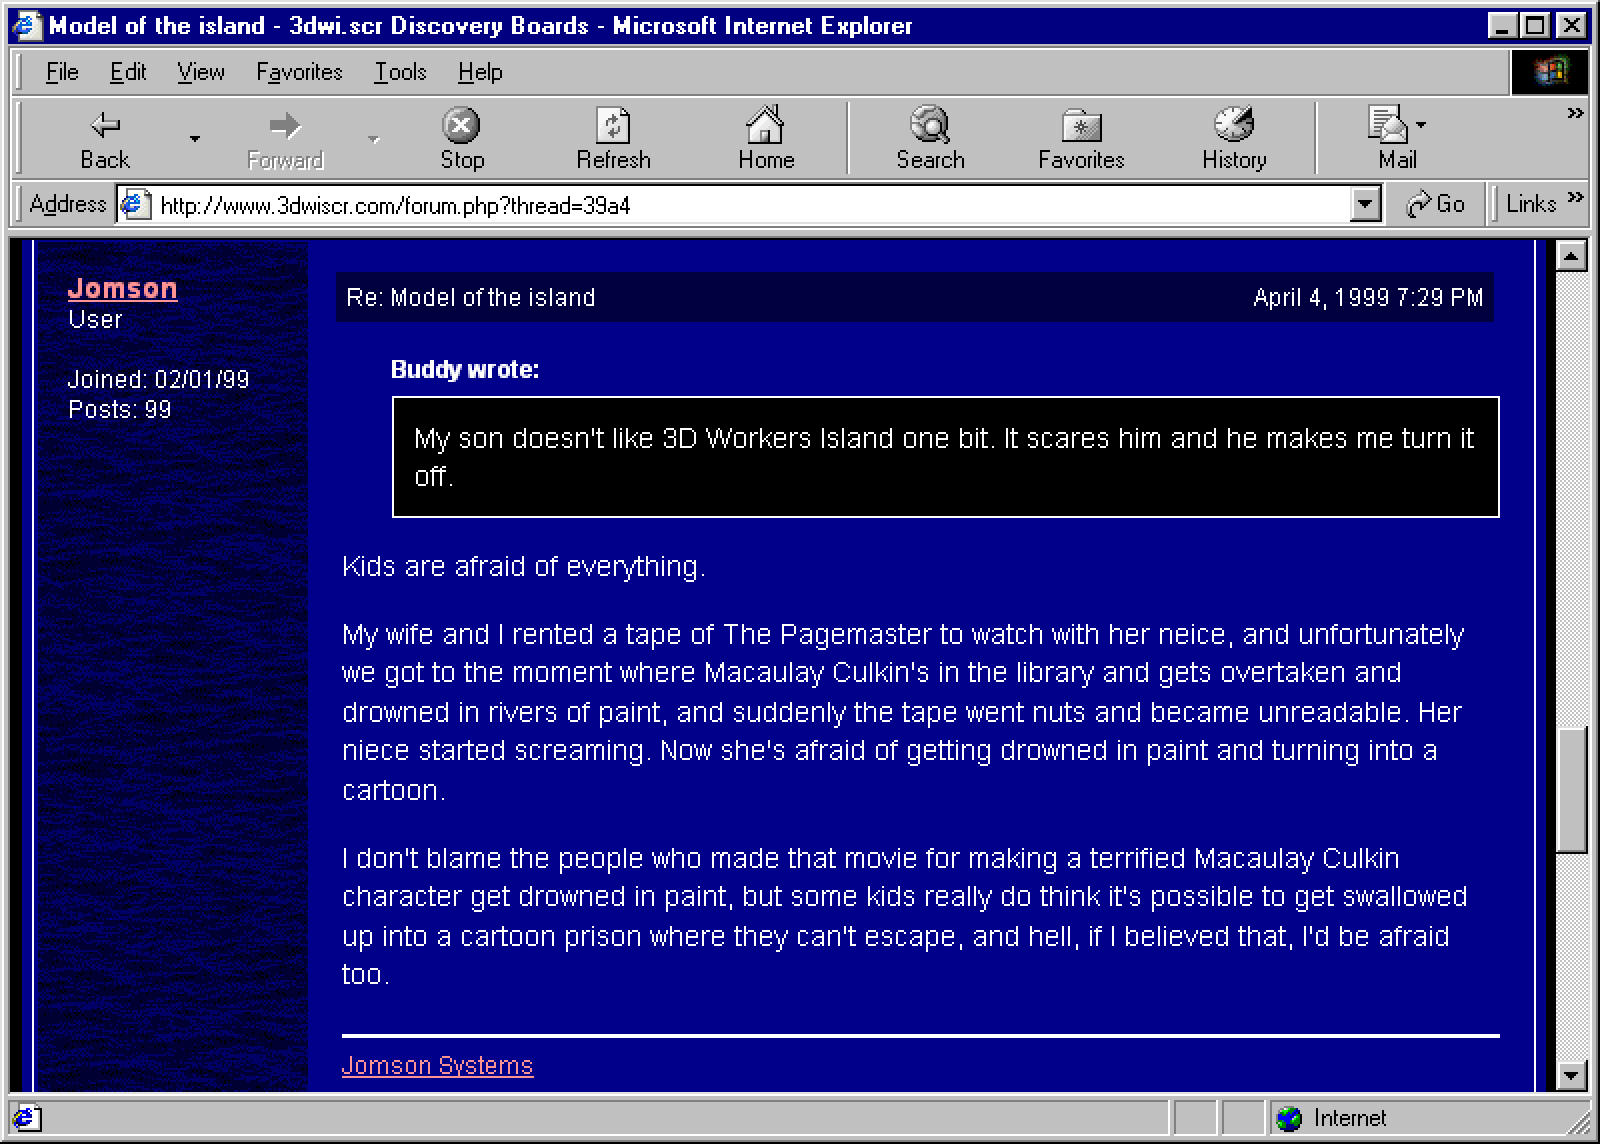 Model of the island - 3dwi.scr Discovery Boards - Microsoft Internet Explorer
File Edit View Favorites Tools Help
Back Forward Stop Refresh Home Search Favorites History Mail »
Address http://www.3dwiscr.com/forum.php?thread=39a4 Go Links »
Jomson
User
Joined: 02/01/99
Posts: 99
Re: Model of the island April 4, 1999 7:29 PM
Buddy wrote:
My son doesn't like 3D Workers Island one bit. It scares him and he makes me turn it
off.
Kids are afraid of everything.
My wife and I rented a tape of The Pagemaster to watch with her neice, and unfortunately
we got to the moment where Macaulay Culkin's in the library and gets overtaken and
drowned in rivers of paint, and suddenly the tape went nuts and became unreadable. Her
niece started screaming. Now she's afraid of getting drowned in paint and turning into a
cartoon.
I don't blame the people who made that movie for making a terrified Macaulay Culkin
character get drowned in paint, but some kids really do think it's possible to get swallowed
up into a cartoon prison where they can't escape, and hell, if I believed that, I'd be afraid
too.
Jomson Systems
Internet